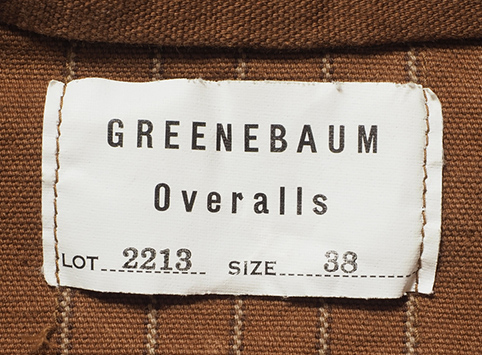 GREENEBAUM
Overalls
LOT 2213 SIZE 38